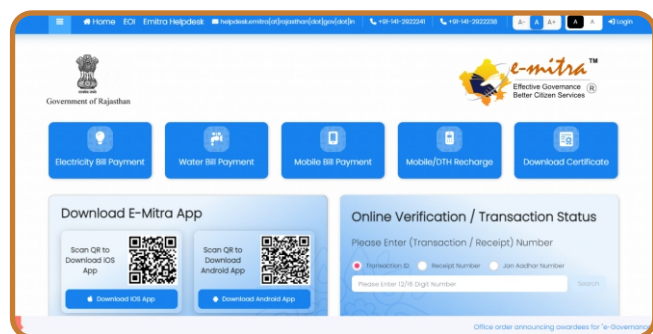 Home EOI Emitra Helpdesk helpdesk.emitra[at]rajasthan[dot]gov[dot]in +91-141-2922241 +91-141-2922238 A- A A+ A A Login
Government of Rajasthan
e-mitra TM
Effective Governance
Better Citizen Services ®
Electricity Bill Payment Water Bill Payment Mobile Bill Payment Mobile/DTH Recharge Download Certificate
Download E-Mitra App
Scan QR to
Download iOS
App
Scan QR to
Download
Android App
Download iOS App Download Android App
Online Verification / Transaction Status
Please Enter (Transaction / Receipt) Number
Transaction ID Receipt Number Jan Aadhar Number
Please Enter 12/16 Digit Number Search
Office order announcing awardees for "e-Governance